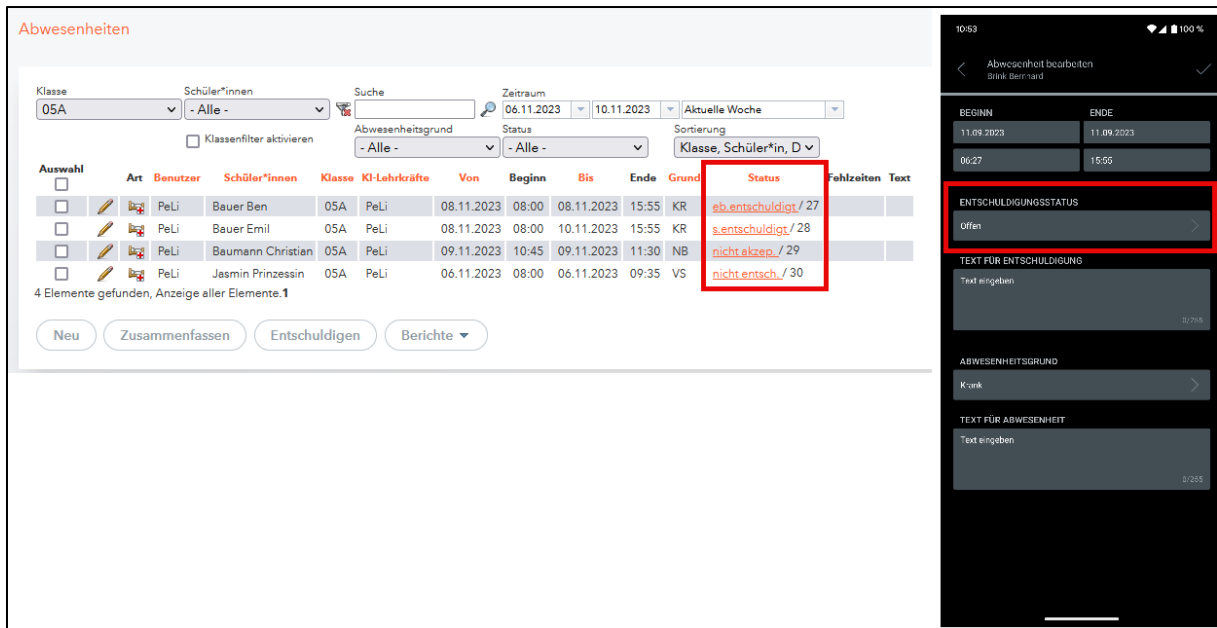 Abwesenheiten
Klasse Schüler*innen Suche Zeitraum
05A - Alle - 06.11.2023 10.11.2023 Aktuelle Woche
Klassenfilter aktivieren Abwesenheitsgrund Status Sortierung
- Alle - - Alle - Klasse, Schüler*in, D
Auswahl Art Benutzer Schüler*innen Klasse Kl-Lehrkräfte Von Beginn Bis Ende Grund Status Fehlzeiten Text
PeLi Bauer Ben 05A PeLi 08.11.2023 08:00 08.11.2023 15:55 KR eb.entschuldigt / 27
PeLi Bauer Emil 05A PeLi 08.11.2023 08:00 10.11.2023 15:55 KR s.entschuldigt / 28
PeLi Baumann Christian 05A PeLi 09.11.2023 10:45 09.11.2023 11:30 NB nicht akzep. / 29
PeLi Jasmin Prinzessin 05A PeLi 06.11.2023 08:00 06.11.2023 09:35 VS nicht entsch. / 30
4 Elemente gefunden, Anzeige aller Elemente.1
Neu Zusammenfassen Entschuldigen Berichte
10:53 100 %
Abwesenheit bearbeiten
Brink Bernhard
BEGINN ENDE
11.09.2023 11.09.2023
06:27 15:55
ENTSCHULDIGUNGSSTATUS
Offen
TEXT FÜR ENTSCHULDIGUNG
Text eingeben
0/255
ABWESENHEITSGRUND
Krank
TEXT FÜR ABWESENHEIT
Text eingeben
0/255